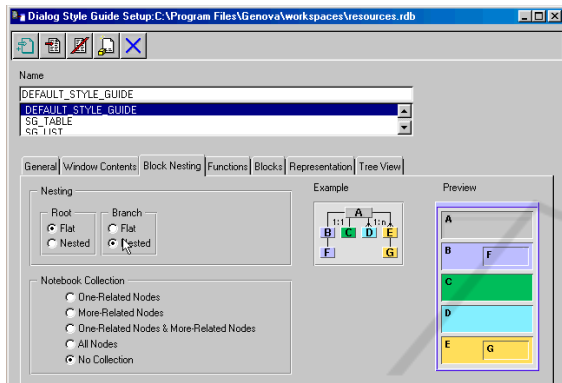 Dialog Style Guide Setup:C:\Program Files\Genova\workspaces\resources.rdb
Name
DEFAULT_STYLE_GUIDE
DEFAULT_STYLE_GUIDE
SG_TABLE
SG_LIST
General Window Contents Block Nesting Functions Blocks Representation Tree View
Nesting Example Preview
Root Branch
Flat Flat
Nested Nested
A
1:1 1:n
B C D E
F G
Notebook Collection
One-Related Nodes
More-Related Nodes
One-Related Nodes & More-Related Nodes
All Nodes
No Collection
A
B F
C
D
E G